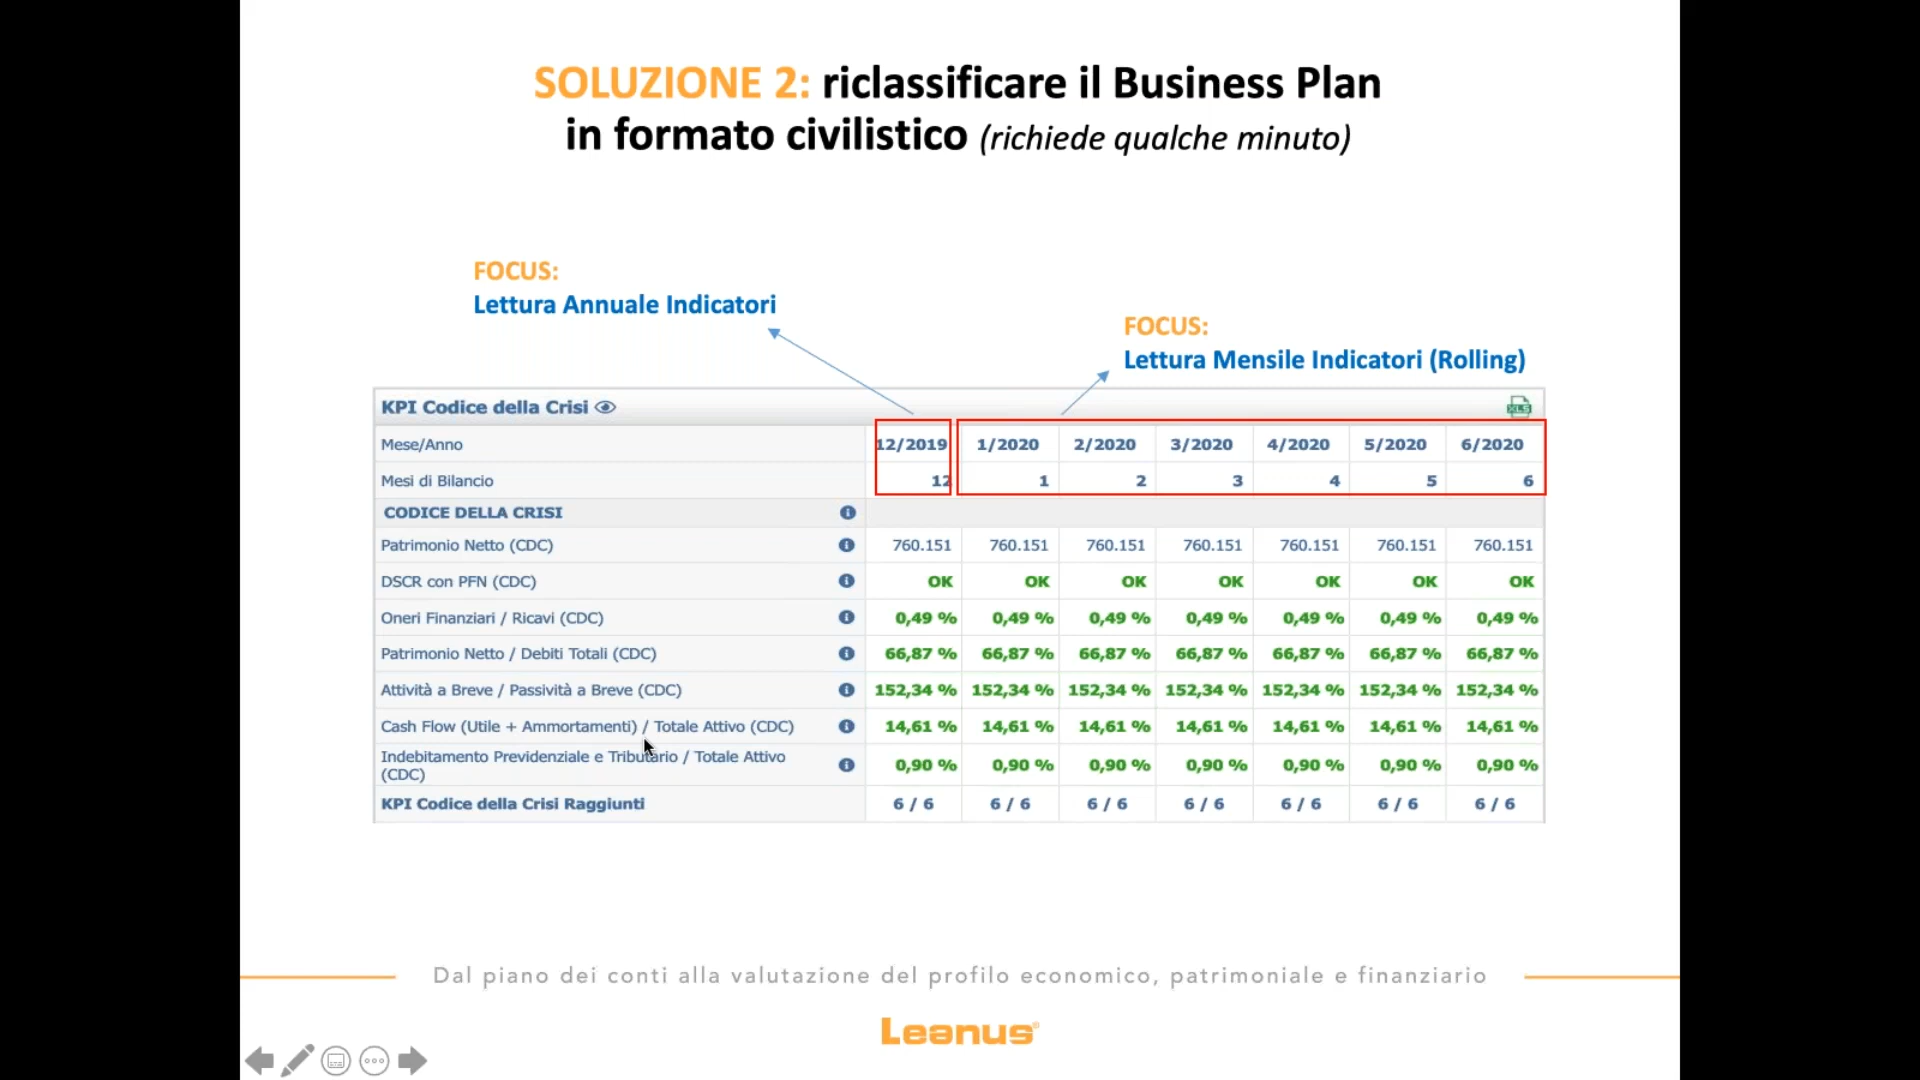 SOLUZIONE 2: riclassificare il Business Plan
in formato civilistico (richiede qualche minuto)
FOCUS:
Lettura Annuale Indicatori
FOCUS:
Lettura Mensile Indicatori (Rolling)
KPI Codice della Crisi
XLS
Mese/Anno 12/2019 1/2020 2/2020 3/2020 4/2020 5/2020 6/2020
Mesi di Bilancio 12 1 2 3 4 5 6
CODICE DELLA CRISI
Patrimonio Netto (CDC) 760.151 760.151 760.151 760.151 760.151 760.151 760.151
DSCR con PFN (CDC) OK OK OK OK OK OK OK
Oneri Finanziari / Ricavi (CDC) 0,49 % 0,49 % 0,49 % 0,49 % 0,49 % 0,49 % 0,49 %
Patrimonio Netto / Debiti Totali (CDC) 66,87 % 66,87 % 66,87 % 66,87 % 66,87 % 66,87 % 66,87 %
Attività a Breve / Passività a Breve (CDC) 152,34 % 152,34 % 152,34 % 152,34 % 152,34 % 152,34 % 152,34 %
Cash Flow (Utile + Ammortamenti) / Totale Attivo (CDC) 14,61 % 14,61 % 14,61 % 14,61 % 14,61 % 14,61 % 14,61 %
Indebitamento Previdenziale e Tributario / Totale Attivo
(CDC) 0,90 % 0,90 % 0,90 % 0,90 % 0,90 % 0,90 % 0,90 %
KPI Codice della Crisi Raggiunti 6 / 6 6 / 6 6 / 6 6 / 6 6 / 6 6 / 6 6 / 6
Dal piano dei conti alla valutazione del profilo economico, patrimoniale e finanziario
Leanus®